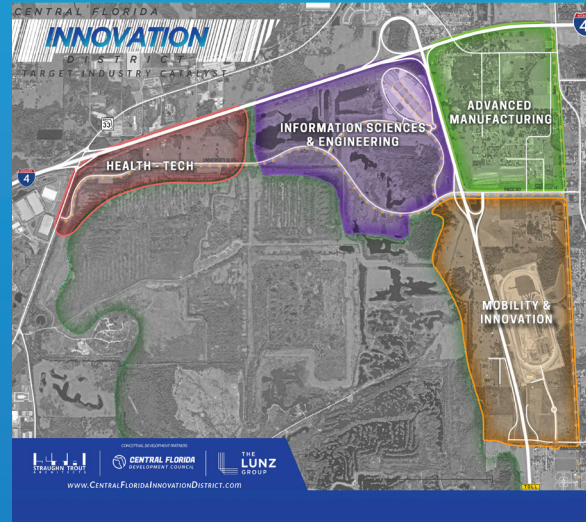 CENTRAL FLORIDA
INNOVATION
DISTRICT
TARGET INDUSTRY CATALYST
4
33
INFORMATION SCIENCES
& ENGINEERING
ADVANCED
MANUFACTURING
HEALTH - TECH
4
MOBILITY &
INNOVATION
CONCEPTUAL DEVELOPMENT PARTNERS
STRAUGHN TROUT
ARCHITECTS
CENTRAL FLORIDA
DEVELOPMENT COUNCIL
THE
LUNZ
GROUP
www.CentralFloridaInnovationDistrict.com
TOLL